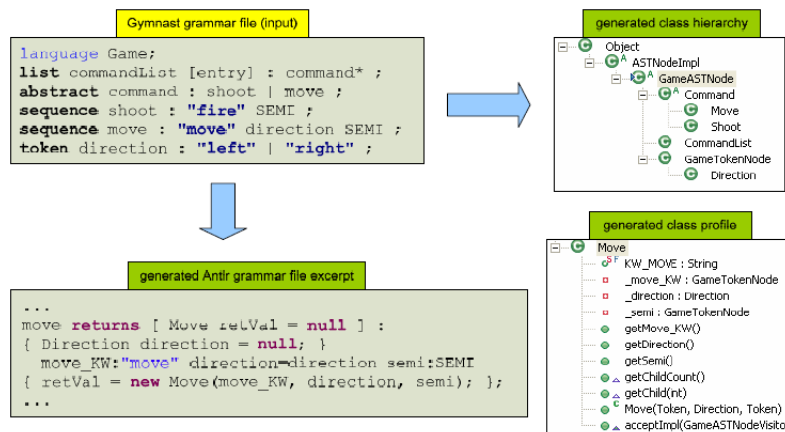 Gymnast grammar file (input)
language Game;
list commandList [entry] : command* ;
abstract command : shoot | move ;
sequence shoot : "fire" SEMI ;
sequence move : "move" direction SEMI ;
token direction : "left" | "right" ;
generated class hierarchy
Object
A ASTNodeImpl
A GameASTNode
A Command
Move
Shoot
CommandList
GameTokenNode
Direction
generated Antlr grammar file excerpt
...
move returns [ Move retVal = null ] :
{ Direction direction = null; }
move_KW:"move" direction=direction semi:SEMI
{ retVal = new Move(move_KW, direction, semi); };
...
generated class profile
Move
S F KW_MOVE : String
_move_KW : GameTokenNode
_direction : Direction
_semi : GameTokenNode
getMove_KW()
getDirection()
getSemi()
getChildCount()
getChild(int)
C Move(Token, Direction, Token)
acceptImpl(GameASTNodeVisito